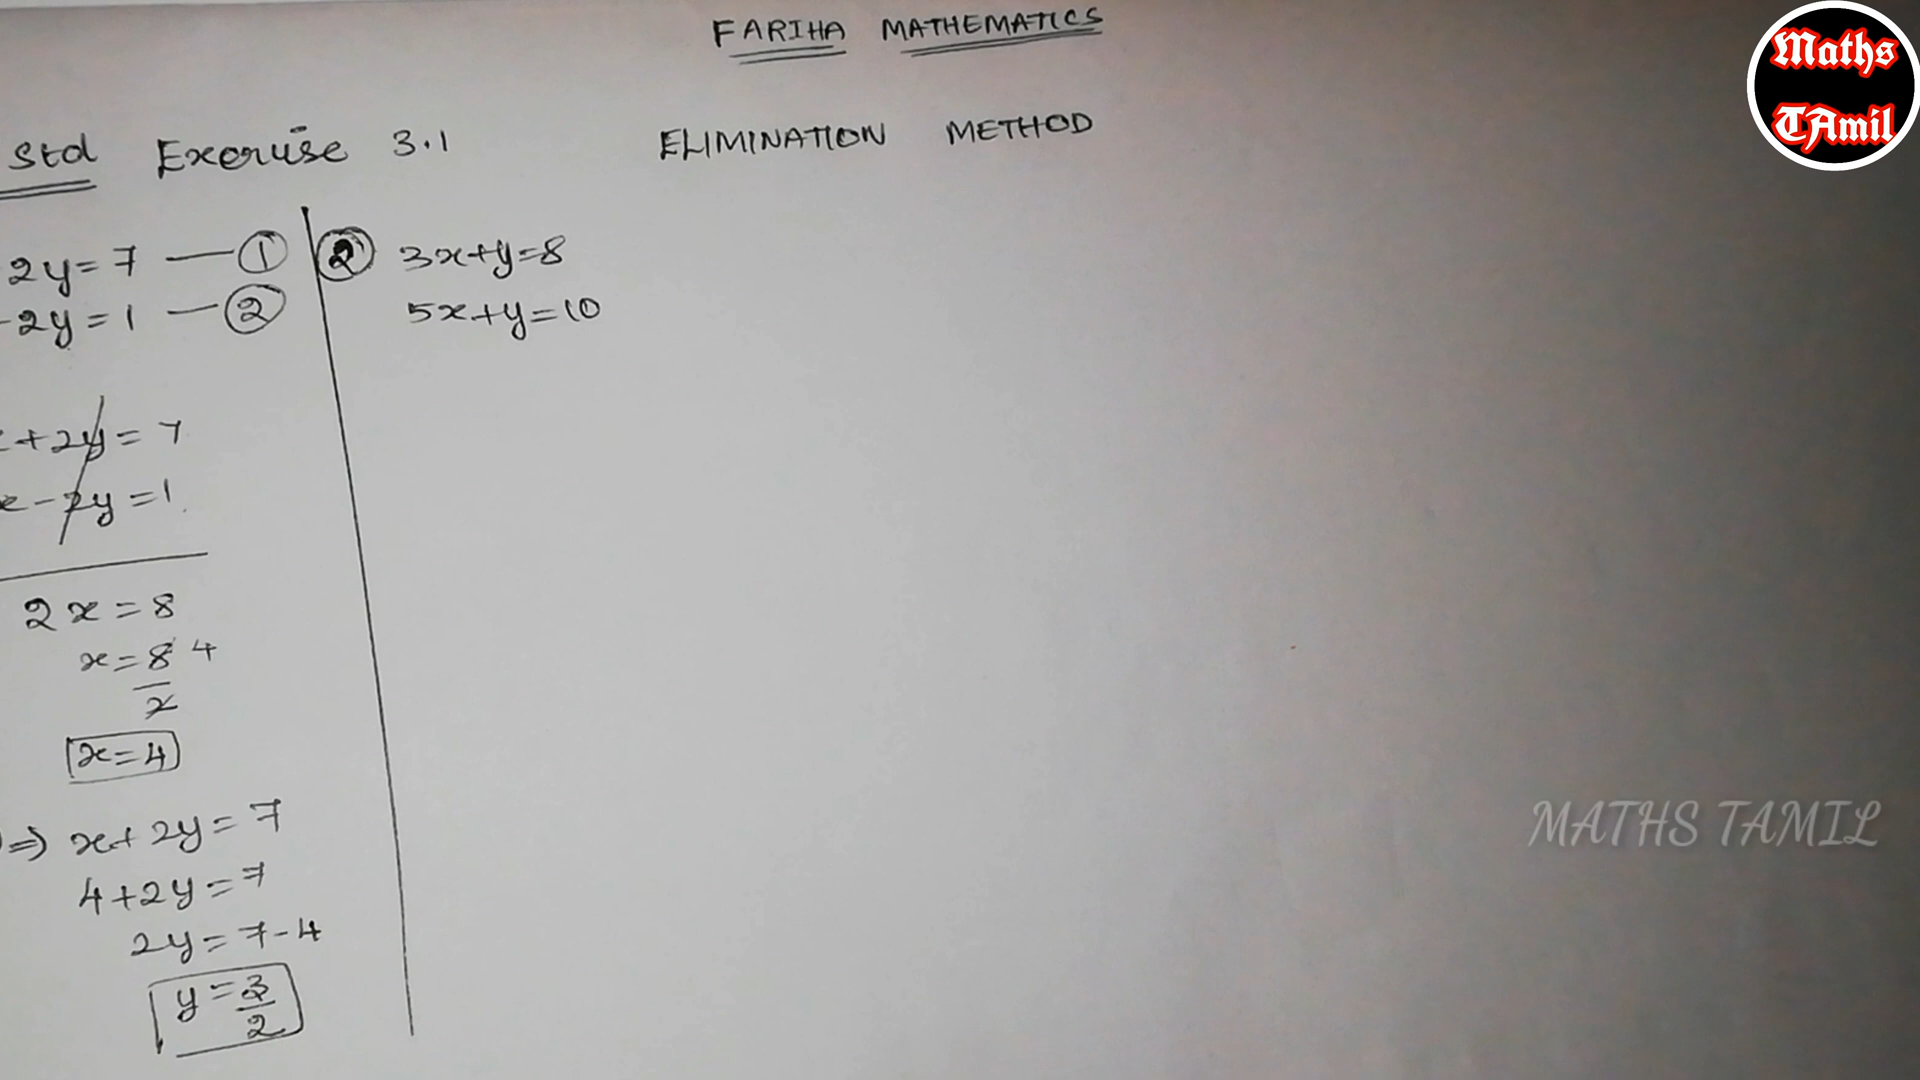 FARIHA MATHEMATICS
Maths
TAmil
Std Exercise 3.1
ELIMINATION METHOD
2y = 7 — ①
-2y = 1 — ②
+2y = 7
x - 2y = 1
2x = 8
x = 8 4
2
x = 4
⇒ x + 2y = 7
4 + 2y = 7
2y = 7 - 4
y = 3
2
② 3x + y = 8
5x + y = 10
MATHS TAMIL